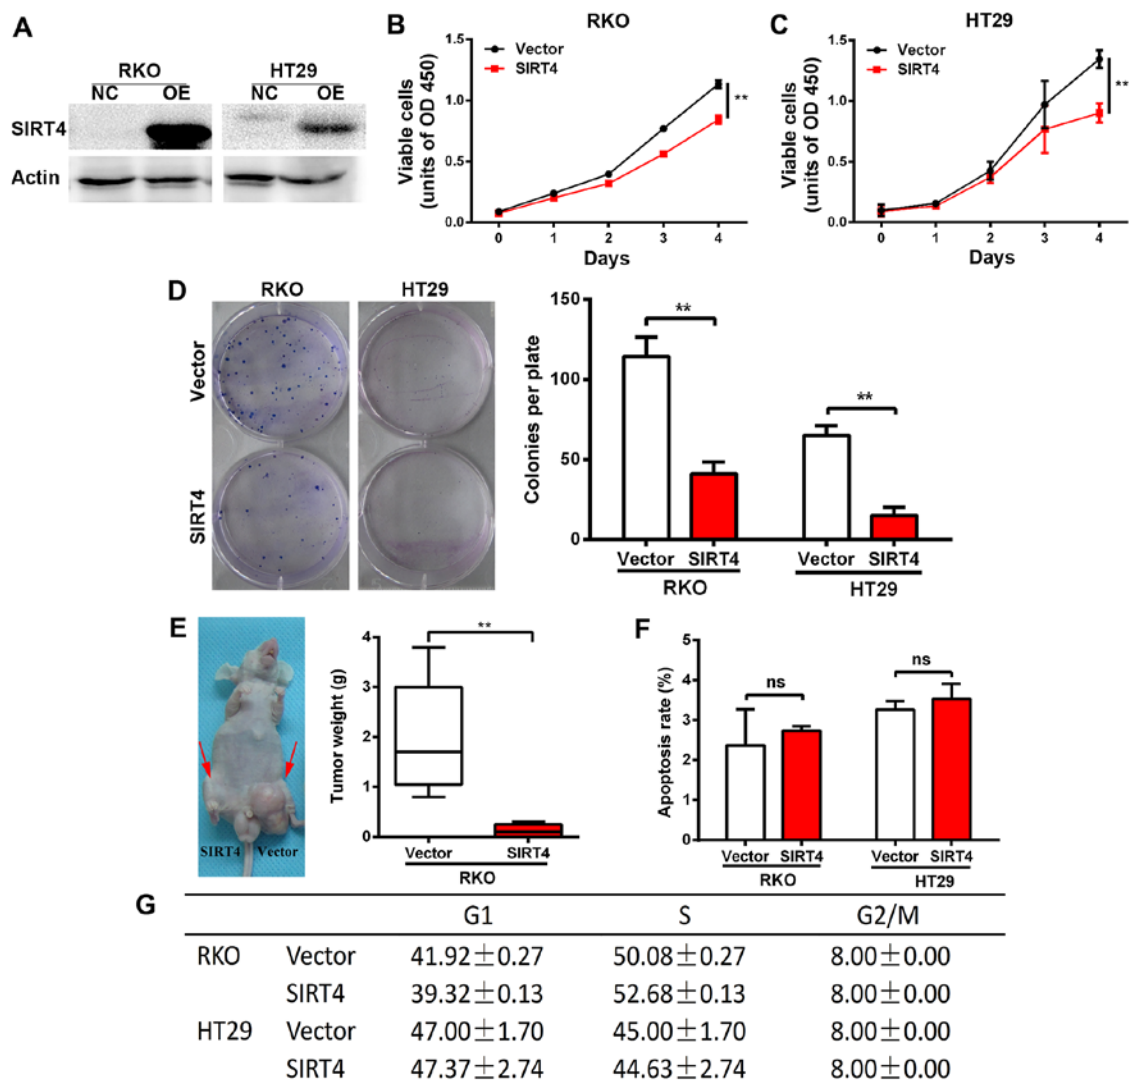 A
RKO
HT29
NC
OE
NC
OE
SIRT4
Actin
B
RKO
Vector
SIRT4
Viable cells
(units of OD 450)
1.5
1.0
0.5
0.0
**
0
1
2
3
4
Days
C
HT29
Vector
SIRT4
Viable cells
(units of OD 450)
1.5
1.0
0.5
0.0
**
0
1
2
3
4
Days
D
RKO
HT29
Vector
SIRT4
Colonies per plate
150
100
50
0
**
**
Vector
SIRT4
Vector
SIRT4
RKO
HT29
E
SIRT4
Vector
Tumor weight (g)
4
3
2
1
0
**
Vector
SIRT4
RKO
F
Apoptosis rate (%)
5
4
3
2
1
0
ns
ns
Vector
SIRT4
Vector
SIRT4
RKO
HT29
G
G1 S G2/M
RKO Vector 41.92±0.27 50.08±0.27 8.00±0.00
SIRT4 39.32±0.13 52.68±0.13 8.00±0.00
HT29 Vector 47.00±1.70 45.00±1.70 8.00±0.00
SIRT4 47.37±2.74 44.63±2.74 8.00±0.00